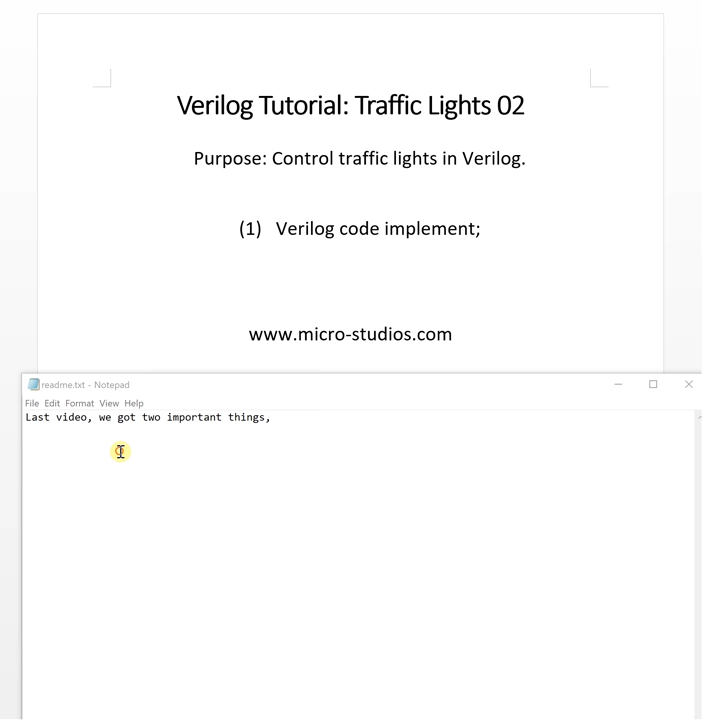 Verilog Tutorial: Traffic Lights 02
Purpose: Control traffic lights in Verilog.
(1) Verilog code implement;
www.micro-studios.com
readme.txt - Notepad
File Edit Format View Help
Last video, we got two important things,